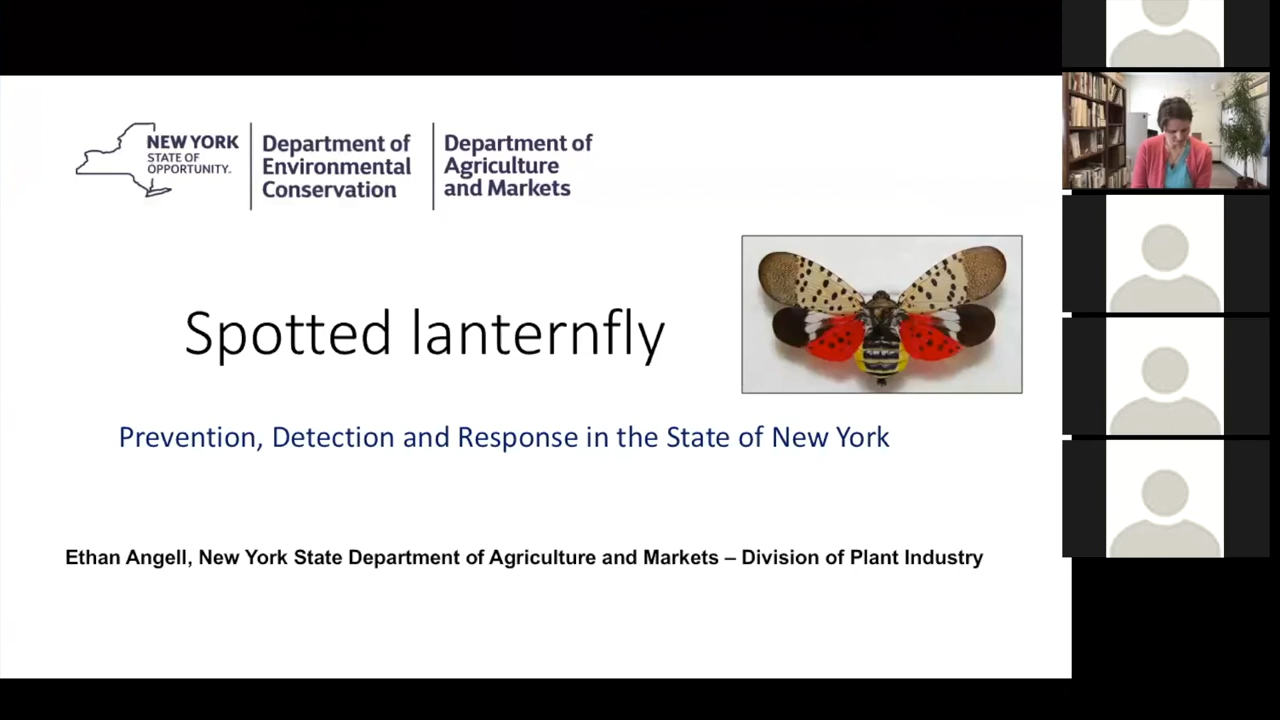 NEW YORK
STATE OF
OPPORTUNITY.
Department of
Environmental
Conservation
Department of
Agriculture
and Markets
Spotted lanternfly
Prevention, Detection and Response in the State of New York
Ethan Angell, New York State Department of Agriculture and Markets – Division of Plant Industry